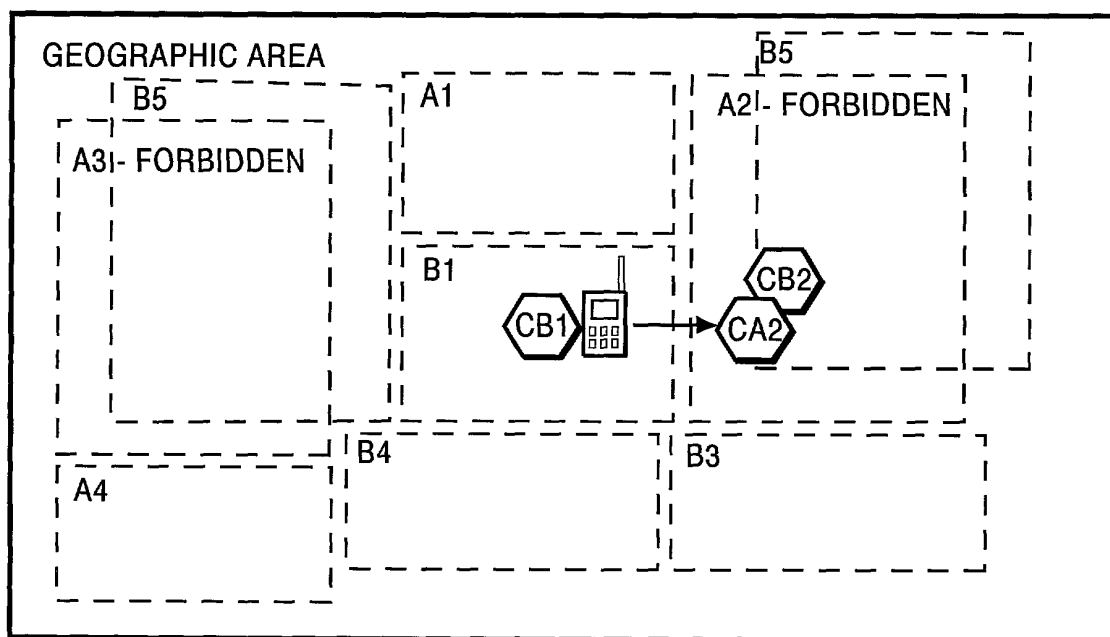 GEOGRAPHIC AREA
B5
A1
B5
A2 - FORBIDDEN
A3 - FORBIDDEN
B1
CB2
CB1
CA2
B4
B3
A4